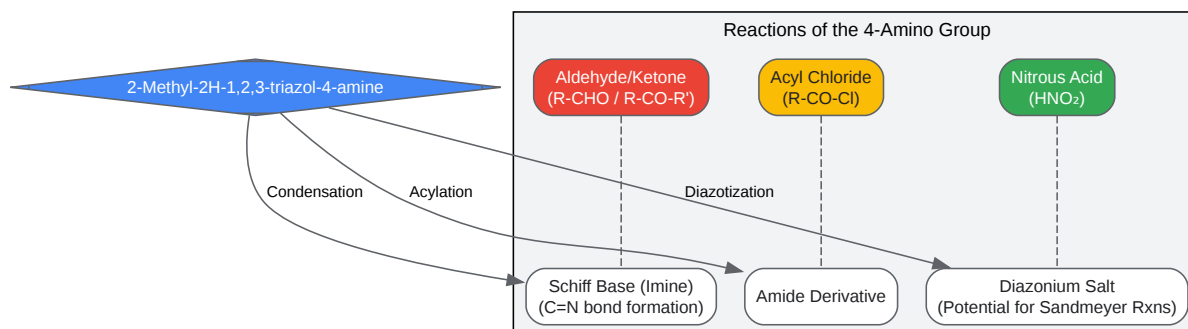 Reactions of the 4-Amino Group
2-Methyl-2H-1,2,3-triazol-4-amine
Aldehyde/Ketone
(R-CHO / R-CO-R')
Acyl Chloride
(R-CO-Cl)
Nitrous Acid
(HNO₂)
Condensation
Acylation
Diazotization
Schiff Base (Imine)
(C=N bond formation)
Amide Derivative
Diazonium Salt
(Potential for Sandmeyer Rxns)